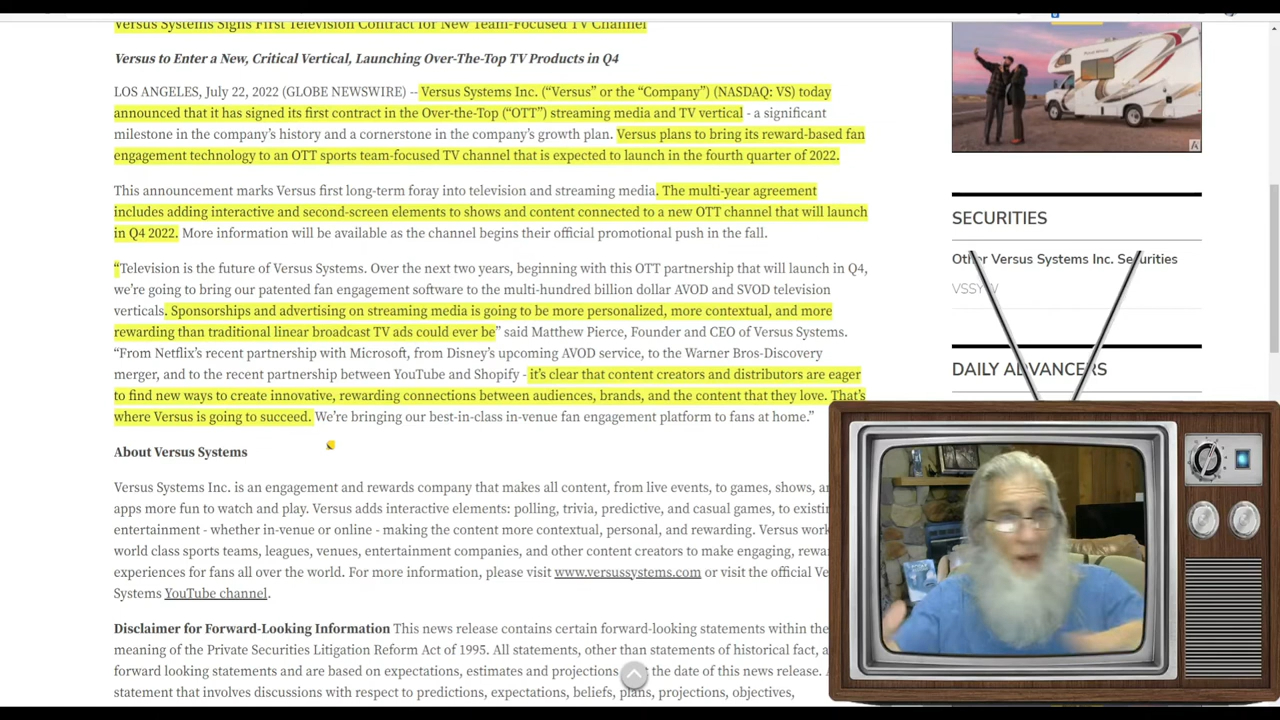 Versus Systems Signs First Television Contract for New Team-Focused TV Channel
Versus to Enter a New, Critical Vertical, Launching Over-The-Top TV Products in Q4
LOS ANGELES, July 22, 2022 (GLOBE NEWSWIRE) -- Versus Systems Inc. (“Versus” or the “Company”) (NASDAQ: VS) today
announced that it has signed its first contract in the Over-the-Top (“OTT”) streaming media and TV vertical - a significant
milestone in the company’s history and a cornerstone in the company’s growth plan. Versus plans to bring its reward-based fan
engagement technology to an OTT sports team-focused TV channel that is expected to launch in the fourth quarter of 2022.
This announcement marks Versus first long-term foray into television and streaming media. The multi-year agreement
includes adding interactive and second-screen elements to shows and content connected to a new OTT channel that will launch
in Q4 2022. More information will be available as the channel begins their official promotional push in the fall.
“Television is the future of Versus Systems. Over the next two years, beginning with this OTT partnership that will launch in Q4,
we’re going to bring our patented fan engagement software to the multi-hundred billion dollar AVOD and SVOD television
verticals. Sponsorships and advertising on streaming media is going to be more personalized, more contextual, and more
rewarding than traditional linear broadcast TV ads could ever be” said Matthew Pierce, Founder and CEO of Versus Systems.
“From Netflix’s recent partnership with Microsoft, from Disney’s upcoming AVOD service, to the Warner Bros-Discovery
merger, and to the recent partnership between YouTube and Shopify - it’s clear that content creators and distributors are eager
to find new ways to create innovative, rewarding connections between audiences, brands, and the content that they love. That’s
where Versus is going to succeed. We’re bringing our best-in-class in-venue fan engagement platform to fans at home.”
About Versus Systems
Versus Systems Inc. is an engagement and rewards company that makes all content, from live events, to games, shows,
apps more fun to watch and play. Versus adds interactive elements: polling, trivia, predictive, and casual games, to
entertainment - whether in-venue or online - making the content more contextual, personal, and rewarding. Versus
world class sports teams, leagues, venues, entertainment companies, and other content creators to make engaging,
experiences for fans all over the world. For more information, please visit www.versussystems.com or visit the official
Systems YouTube channel.
Disclaimer for Forward-Looking Information This news release contains certain forward-looking statements within the
meaning of the Private Securities Litigation Reform Act of 1995. All statements, other than statements of historical fact,
forward looking statements and are based on expectations, estimates and projections the date of this news release.
statement that involves discussions with respect to predictions, expectations, beliefs, plans, projections, objectives,
SECURITIES
Other Versus Systems Inc. Securities
DAILY ADVANCERS